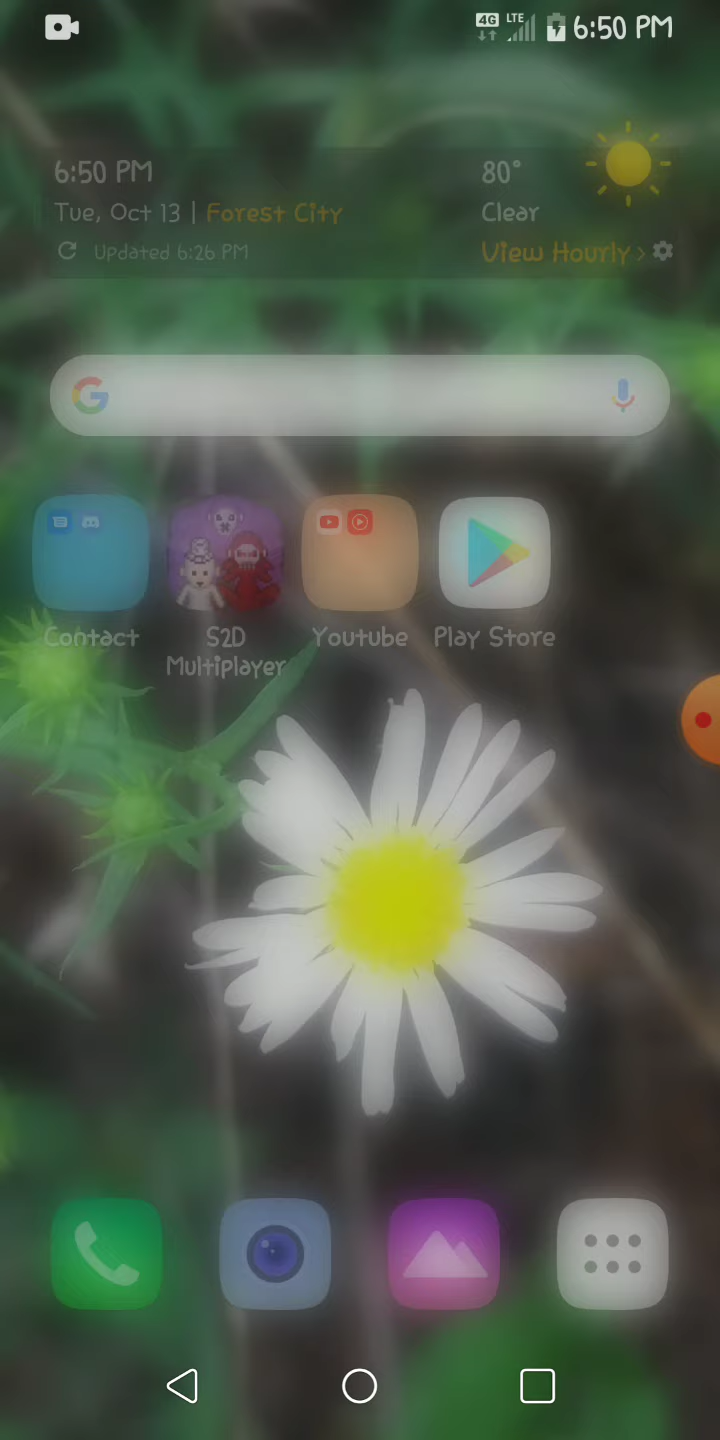 4G LTE 6:50 PM
6:50 PM
80°
Tue, Oct 13 | Forest City
Clear
Updated 6:26 PM
View Hourly
Contact
S2D Multiplayer
Youtube
Play Store